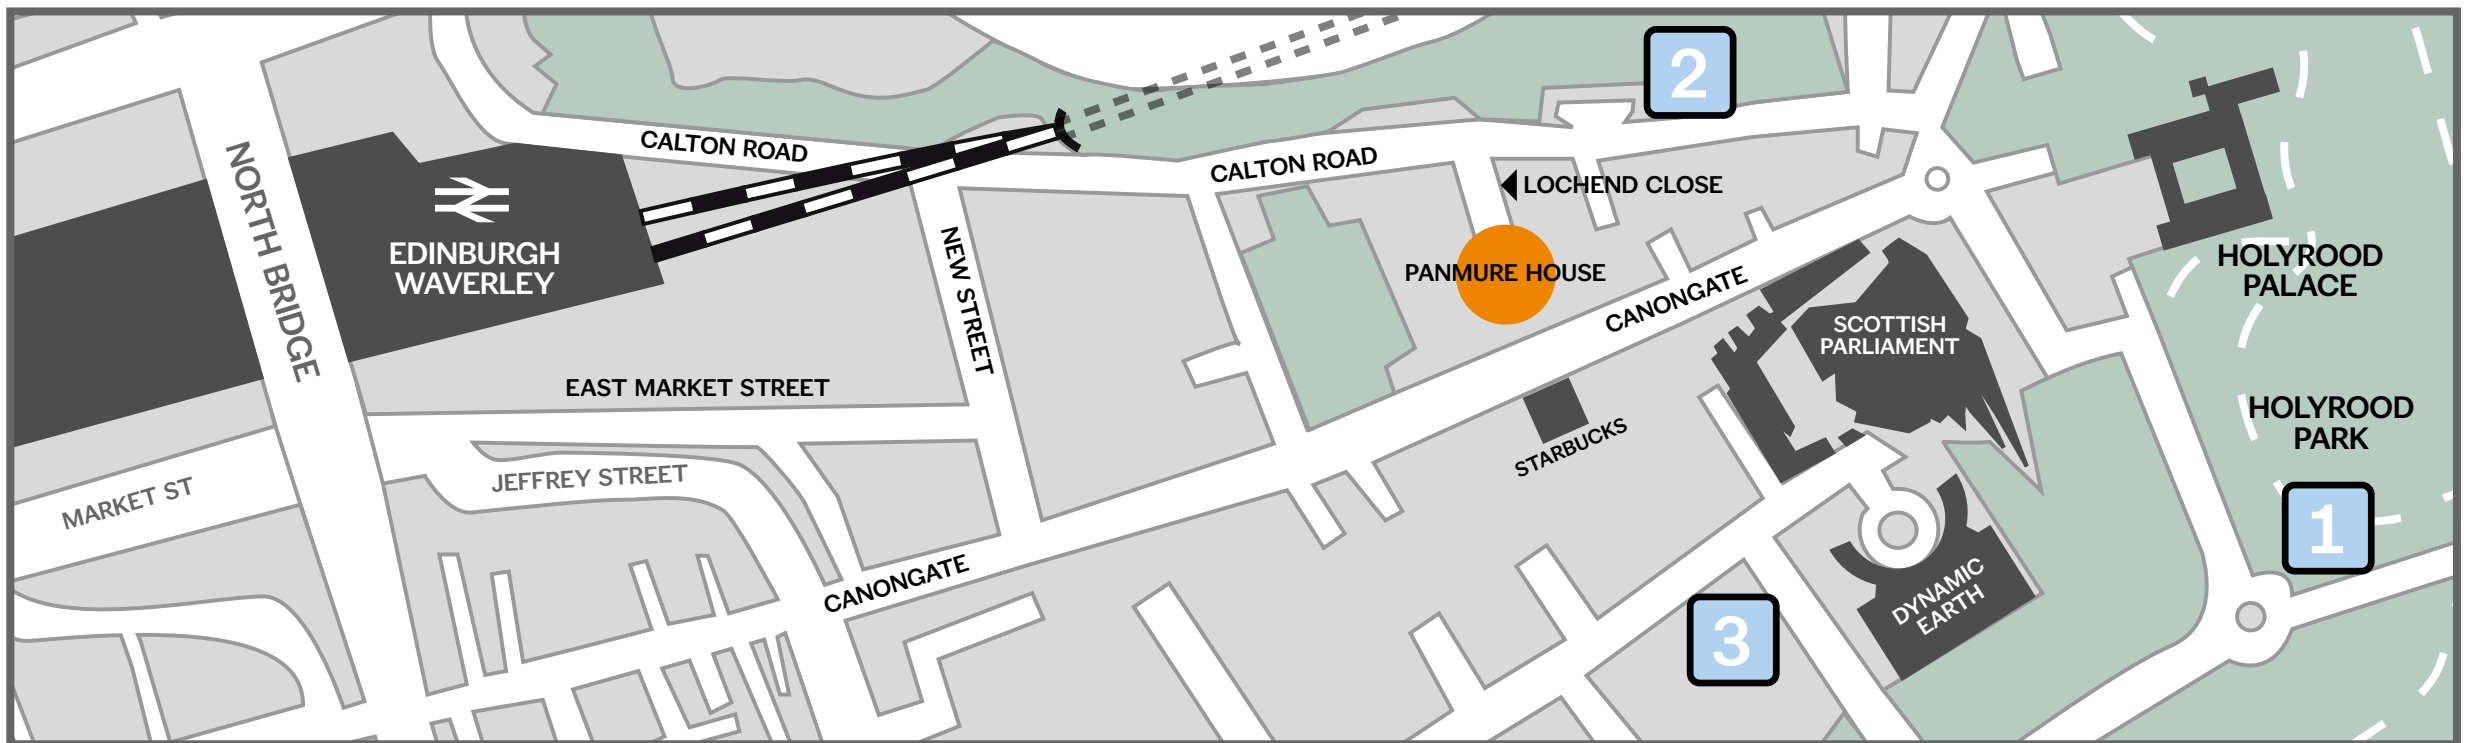 2
CALTON ROAD
CALTON ROAD
LOCHEND CLOSE
NORTH BRIDGE
EDINBURGH
WAVERLEY
NEW STREET
PANMURE HOUSE
CANONGATE
HOLYROOD
PALACE
SCOTTISH
PARLIAMENT
EAST MARKET STREET
STARBUCKS
HOLYROOD
PARK
JEFFREY STREET
MARKET ST
1
CANONGATE
DYNAMIC
EARTH
3